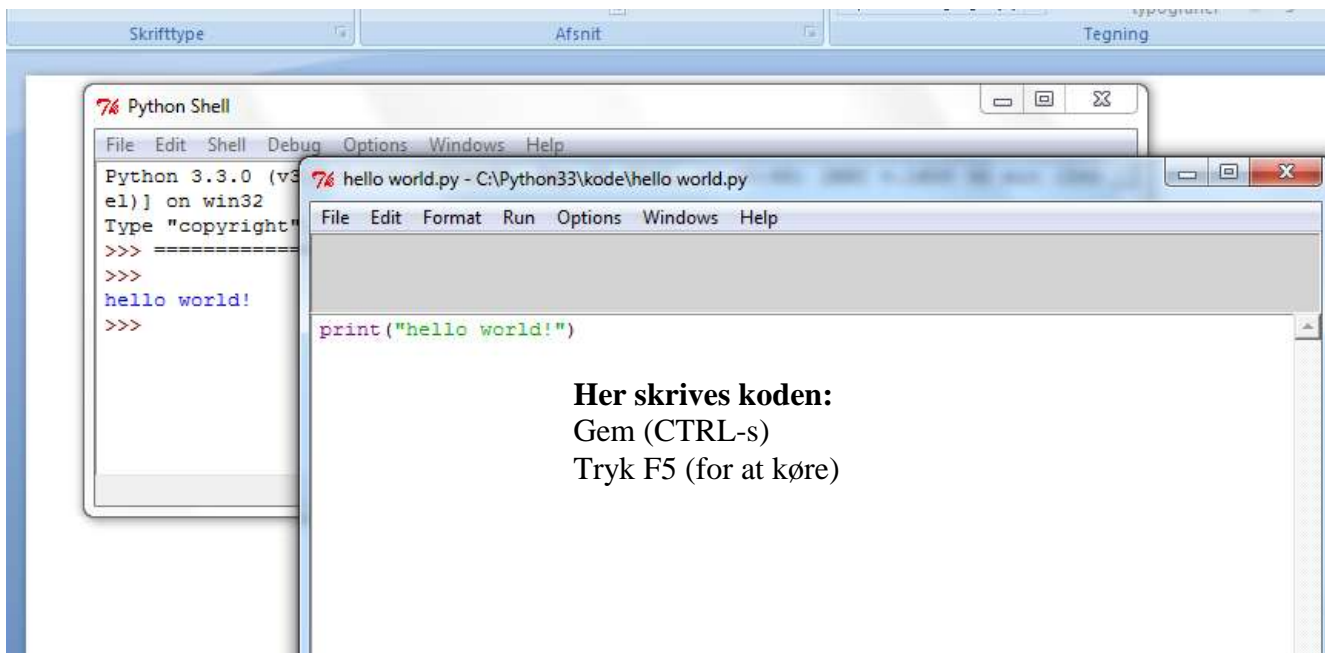 Skrifttype Afsnit Tegning
Python Shell
File Edit Shell Debug Options Windows Help
Python 3.3.0 (v3
el)] on win32
Type "copyright"
>>> ============
>>>
hello world!
>>>
hello world.py - C:\Python33\kode\hello world.py
File Edit Format Run Options Windows Help
print("hello world!")
Her skrives koden:
Gem (CTRL-s)
Tryk F5 (for at køre)